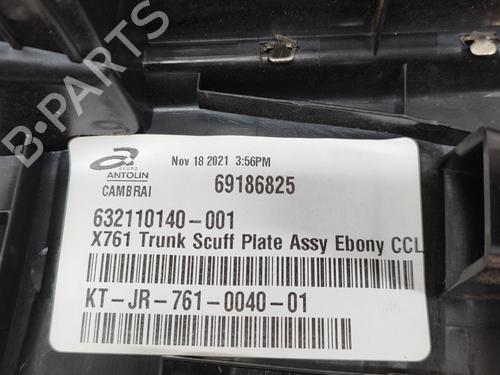 B-PARTS
GRUPO
ANTOLIN
CAMBRAI
Nov 18 2021 3:56PM
69186825
632110140-001
X761 Trunk Scuff Plate Assy Ebony CCL
KT-JR-761-0040-01